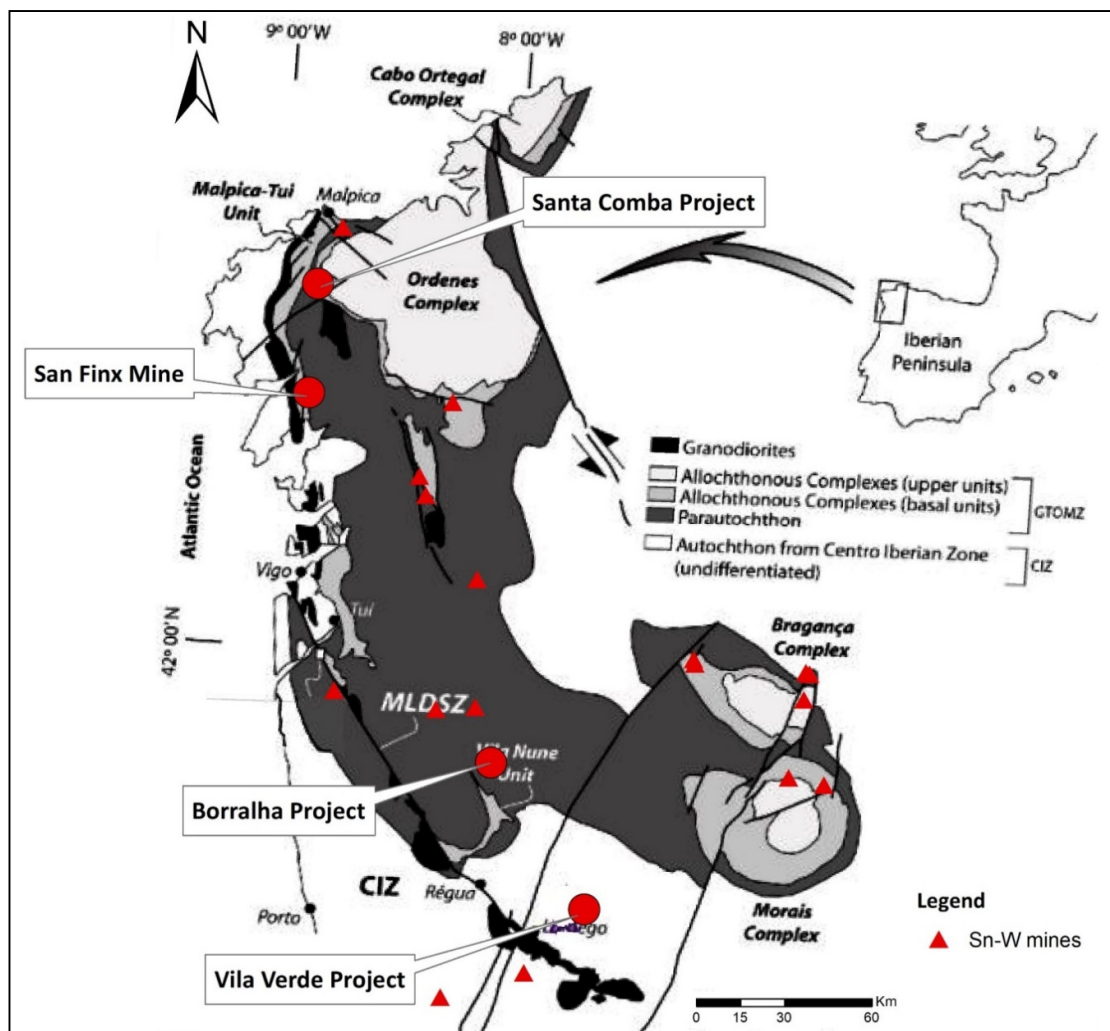 9º 00'W
8º 00'W
N
Cabo Ortegal
Complex
Malpica-Tui
Unit
Malpica
Santa Comba Project
Ordenes
Complex
San Finx Mine
Iberian
Peninsula
Atlantic Ocean
Granodiorites
Allochthonous Complexes (upper units)
Allochthonous Complexes (basal units)
Parautochthon
GTOMZ
Autochthon from Centro Iberian Zone
(undifferentiated)
CIZ
Vigo
Tui
42º 00'N
Bragança
Complex
MLDSZ
Nune
Unit
Borralha Project
CIZ
Régua
Porto
Morais
Complex
Vila Verde Project
Legend
Sn-W mines
Km
0 15 30 60